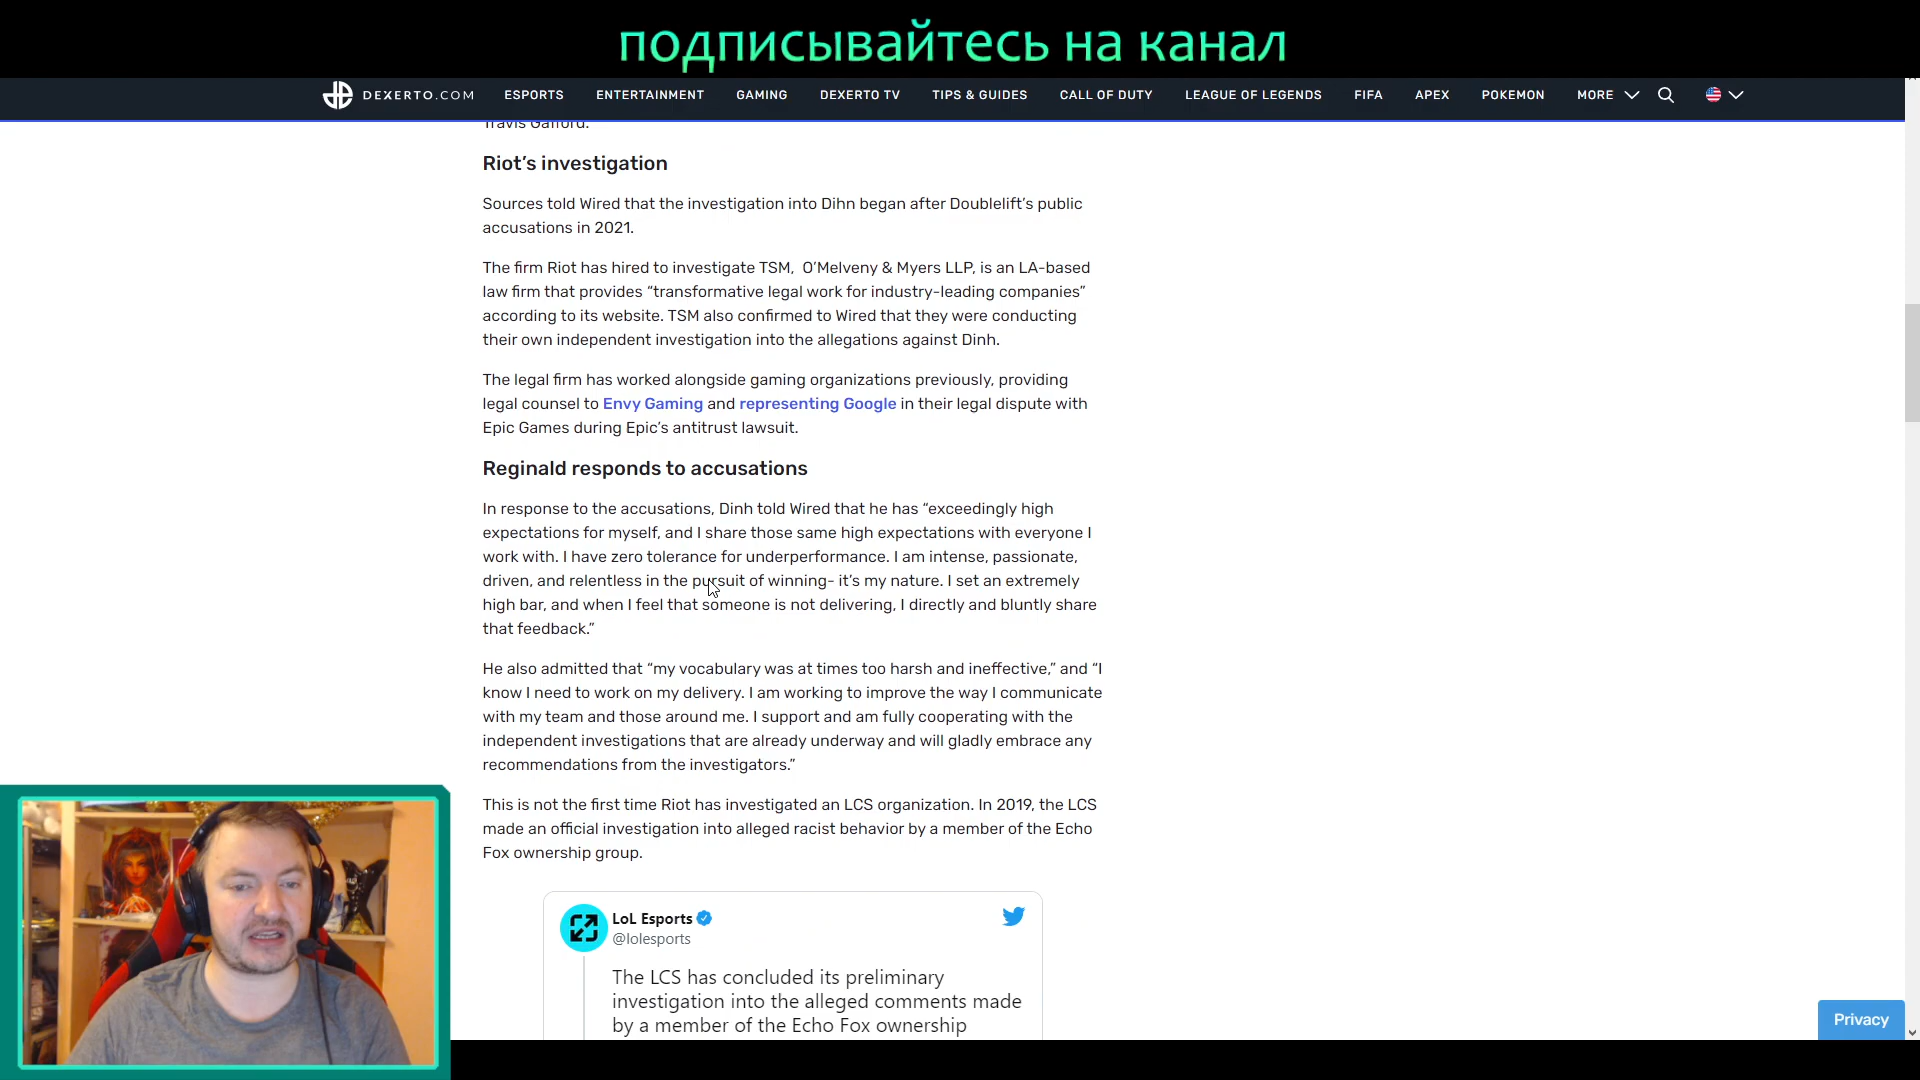 подписывайтесь на канал
DEXERTO.COM ESPORTS ENTERTAINMENT GAMING DEXERTO TV TIPS & GUIDES CALL OF DUTY LEAGUE OF LEGENDS FIFA APEX POKEMON MORE
Travis Gafford.
Riot’s investigation
Sources told Wired that the investigation into Dihn began after Doublelift’s public
accusations in 2021.
The firm Riot has hired to investigate TSM,  O’Melveny & Myers LLP, is an LA-based
law firm that provides “transformative legal work for industry-leading companies”
according to its website. TSM also confirmed to Wired that they were conducting
their own independent investigation into the allegations against Dinh.
The legal firm has worked alongside gaming organizations previously, providing
legal counsel to Envy Gaming and representing Google in their legal dispute with
Epic Games during Epic’s antitrust lawsuit.
Reginald responds to accusations
In response to the accusations, Dinh told Wired that he has “exceedingly high
expectations for myself, and I share those same high expectations with everyone I
work with. I have zero tolerance for underperformance. I am intense, passionate,
driven, and relentless in the pursuit of winning- it’s my nature. I set an extremely
high bar, and when I feel that someone is not delivering, I directly and bluntly share
that feedback.”
He also admitted that “my vocabulary was at times too harsh and ineffective,” and “I
know I need to work on my delivery. I am working to improve the way I communicate
with my team and those around me. I support and am fully cooperating with the
independent investigations that are already underway and will gladly embrace any
recommendations from the investigators.”
This is not the first time Riot has investigated an LCS organization. In 2019, the LCS
made an official investigation into alleged racist behavior by a member of the Echo
Fox ownership group.
LoL Esports
@lolesports
The LCS has concluded its preliminary
investigation into the alleged comments made
by a member of the Echo Fox ownership
Privacy